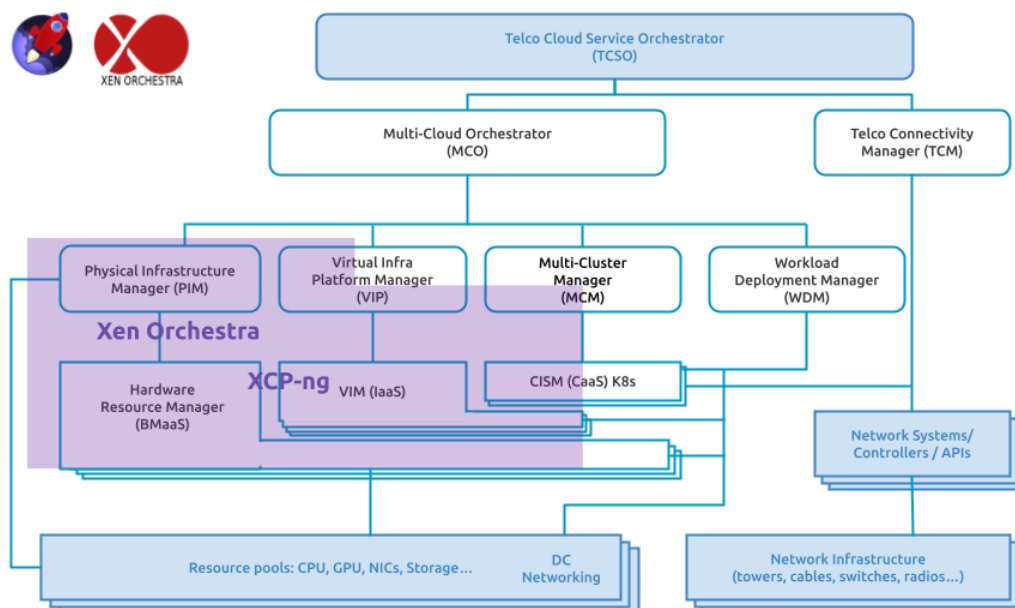 XEN ORCHESTRA
Telco Cloud Service Orchestrator
(TCSO)
Multi-Cloud Orchestrator
(MCO)
Telco Connectivity
Manager (TCM)
Physical Infrastructure
Manager (PIM)
Virtual Infra
Platform Manager
(VIP)
Multi-Cluster
Manager
(MCM)
Workload
Deployment Manager
(WDM)
Xen Orchestra
XCP-ng
Hardware
Resource Manager
(BMaaS)
VIM (IaaS)
CISM (CaaS) K8s
Network Systems/
Controllers / APIs
Resource pools: CPU, GPU, NICs, Storage...
DC
Networking
Network Infrastructure
(towers, cables, switches, radios...)